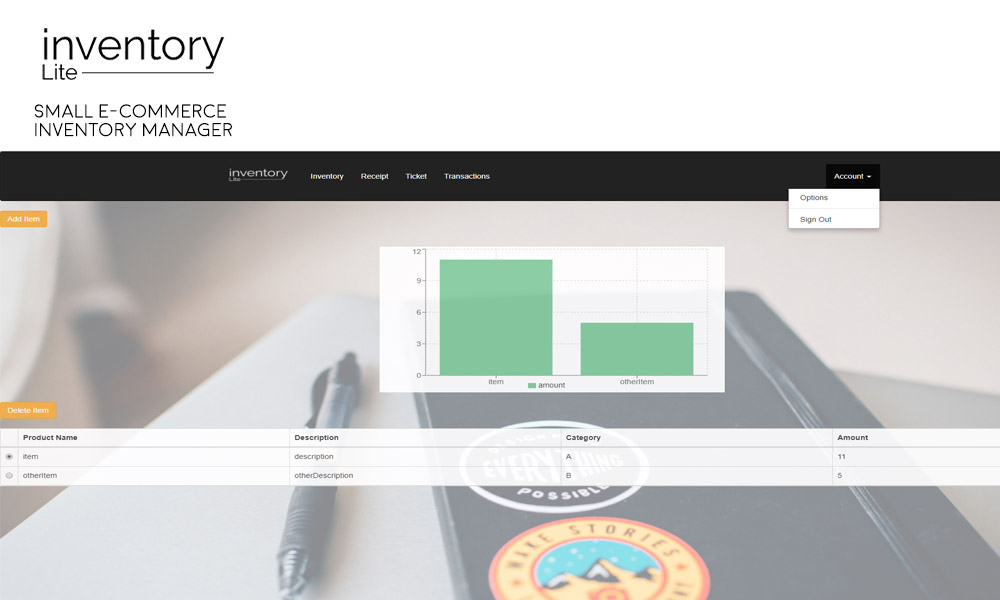 inventory
Lite
SMALL E-COMMERCE
INVENTORY MANAGER
inventory
Lite
Inventory Receipt Ticket Transactions Account
Options
Sign Out
Add Item
12
9
6
3
0
item otherItem
amount
Delete Item
Product Name Description Category Amount
item description A 11
otherItem otherDescription B 5
DESIGN
EVERYTHING
POSSIBLE
MAKE STORIES